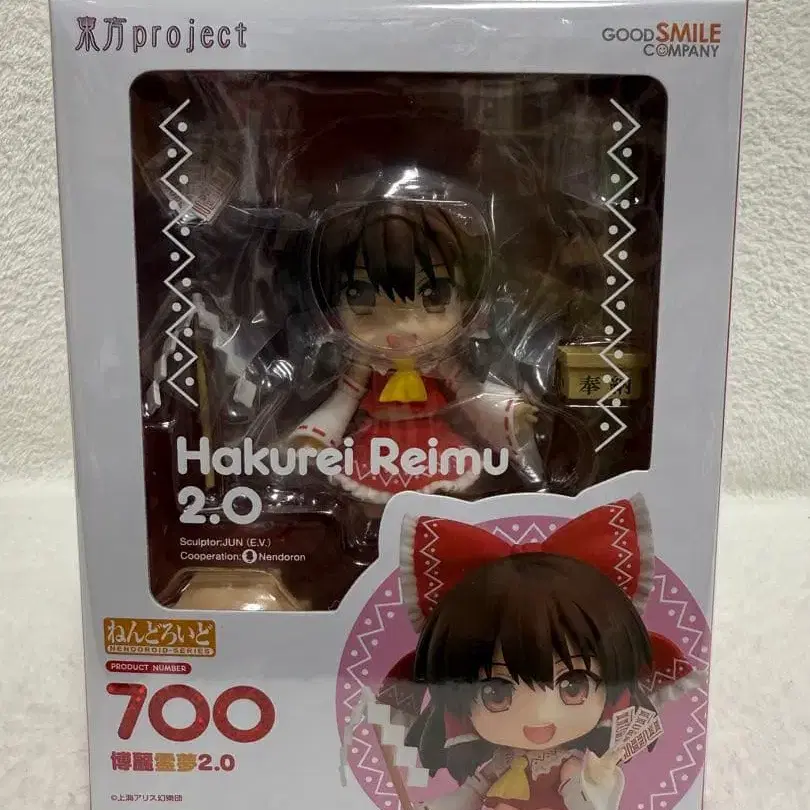 東方project
GOOD SMILE
COMPANY
奉納
Hakurei Reimu
2.0
Sculptor:JUN (E.V.)
Cooperation: Nendoron
ねんどろいど
NENDOROID-SERIES
PRODUCT NUMBER
700
博麗霊夢2.0
©上海アリス幻樂団